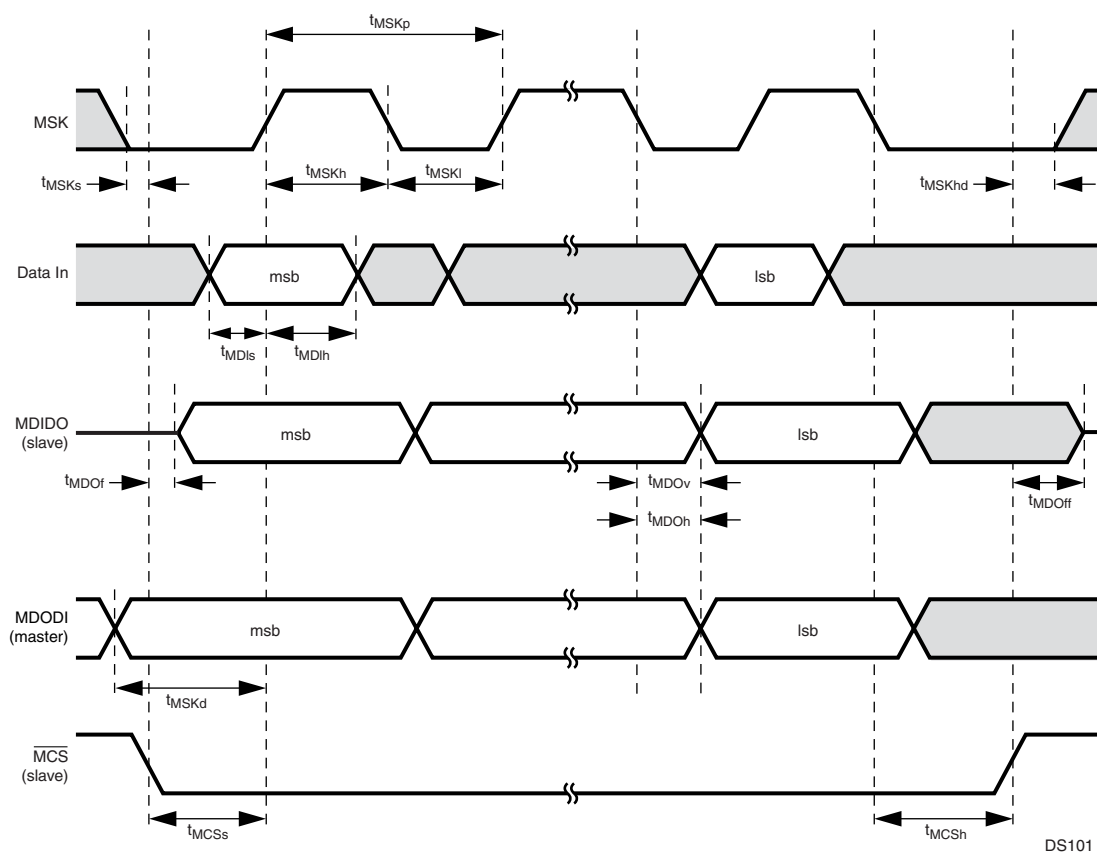 tMSKp
MSK
tMSKs
tMSKh
tMSKl
tMSKhd
Data In
msb
lsb
tMDIs
tMDIh
MDIDO
(slave)
msb
lsb
tMDOf
tMDOv
tMDOff
tMDOh
MDODI
(master)
msb
lsb
tMSKd
MCS
(slave)
tMCSs
tMCSh
DS101